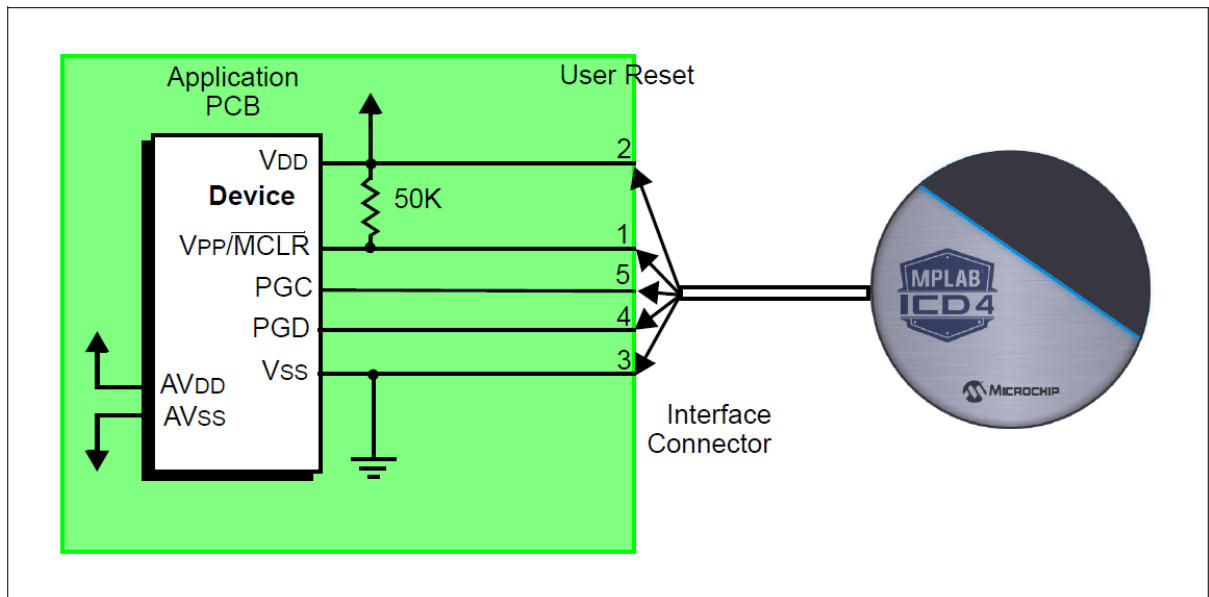 Application
PCB
User Reset
VDD
2
Device
50K
VPP/MCLR
1
PGC
5
PGD
4
VSS
3
AVDD
AVSS
Interface
Connector
MPLAB
ICD4
MICROCHIP